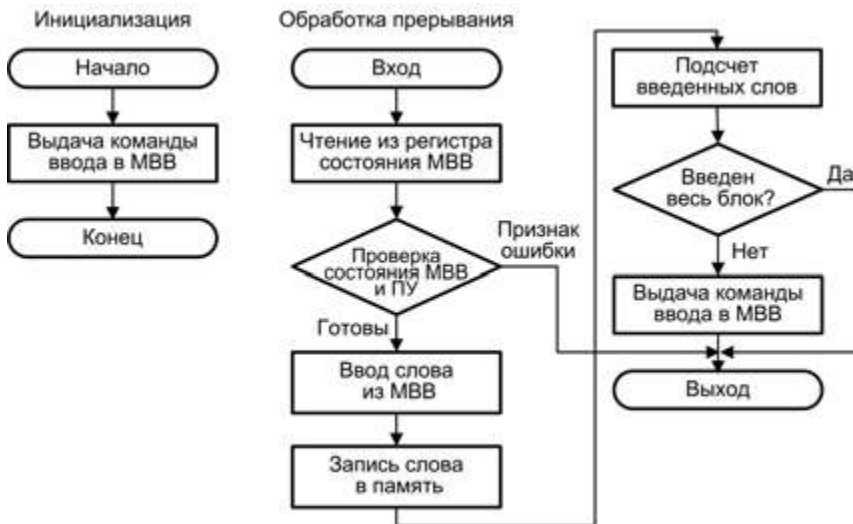 Инициализация
Начало
Выдача команды
ввода в МВВ
Конец
Обработка прерывания
Вход
Чтение из регистра
состояния МВВ
Проверка
состояния МВВ
и ПУ
Признак
ошибки
Готовы
Ввод слова
из МВВ
Запись слова
в память
Подсчет
введенных слов
Введен
весь блок?
Да
Нет
Выдача команды
ввода в МВВ
Выход